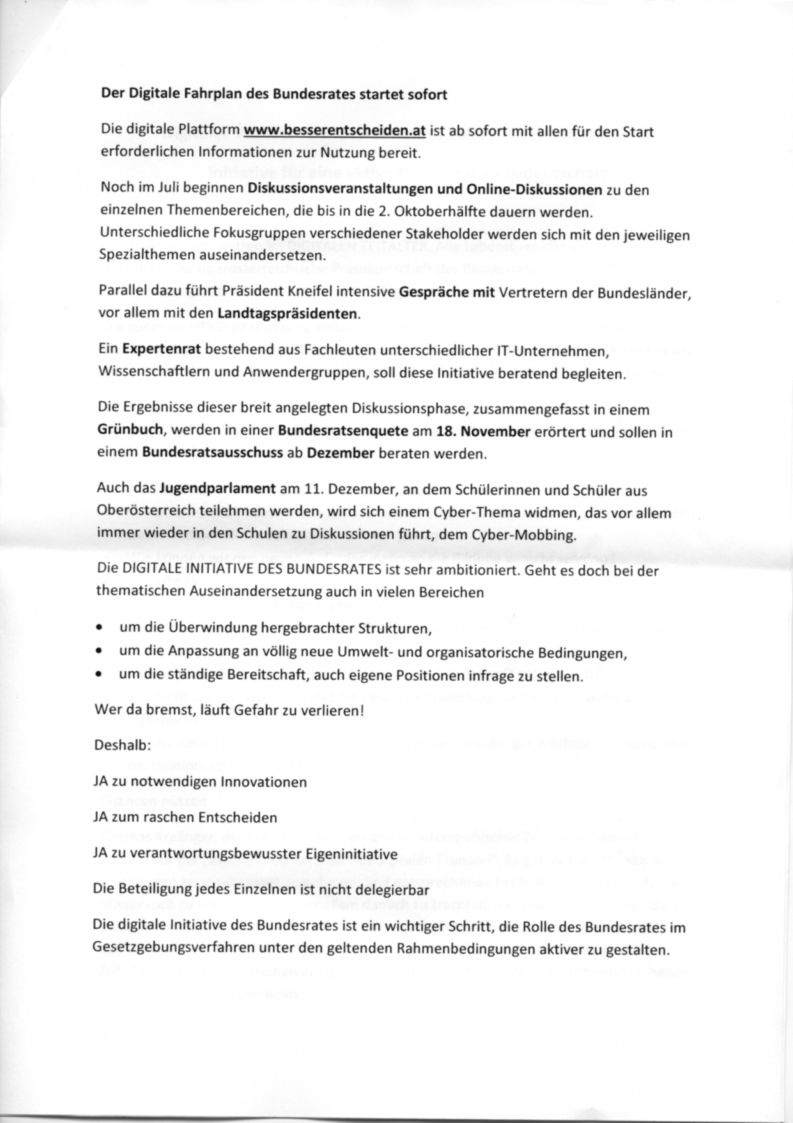 Der Digitale Fahrplan des Bundesrates startet sofort
Die digitale Plattform www.besserentscheiden.at ist ab sofort mit allen für den Start
erforderlichen Informationen zur Nutzung bereit.
Noch im Juli beginnen Diskussionsveranstaltungen und Online-Diskussionen zu den
einzelnen Themenbereichen, die bis in die 2. Oktoberhälfte dauern werden.
Unterschiedliche Fokusgruppen verschiedener Stakeholder werden sich mit den jeweiligen
Spezialthemen auseinandersetzen.
Parallel dazu führt Präsident Kneifel intensive Gespräche mit Vertretern der Bundesländer,
vor allem mit den Landtagspräsidenten.
Ein Expertenrat bestehend aus Fachleuten unterschiedlicher IT-Unternehmen,
Wissenschaftlern und Anwendergruppen, soll diese Initiative beratend begleiten.
Die Ergebnisse dieser breit angelegten Diskussionsphase, zusammengefasst in einem
Grünbuch, werden in einer Bundesratsenquete am 18. November erörtert und sollen in
einem Bundesratsausschuss ab Dezember beraten werden.
Auch das Jugendparlament am 11. Dezember, an dem Schülerinnen und Schüler aus
Oberösterreich teilehmen werden, wird sich einem Cyber-Thema widmen, das vor allem
immer wieder in den Schulen zu Diskussionen führt, dem Cyber-Mobbing.
Die DIGITALE INITIATIVE DES BUNDESRATES ist sehr ambitioniert. Geht es doch bei der
thematischen Auseinandersetzung auch in vielen Bereichen
• um die Überwindung hergebrachter Strukturen,
• um die Anpassung an völlig neue Umwelt- und organisatorische Bedingungen,
• um die ständige Bereitschaft, auch eigene Positionen infrage zu stellen.
Wer da bremst, läuft Gefahr zu verlieren!
Deshalb:
JA zu notwendigen Innovationen
JA zum raschen Entscheiden
JA zu verantwortungsbewusster Eigeninitiative
Die Beteiligung jedes Einzelnen ist nicht delegierbar
Die digitale Initiative des Bundesrates ist ein wichtiger Schritt, die Rolle des Bundesrates im
Gesetzgebungsverfahren unter den geltenden Rahmenbedingungen aktiver zu gestalten.